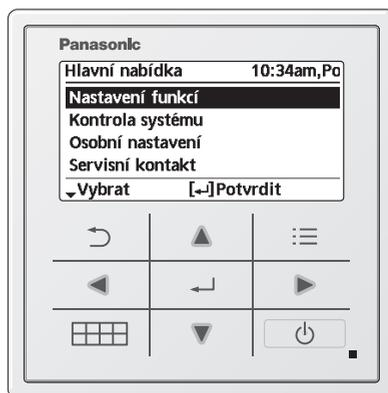 Panasonic
Hlavní nabídka 10:34am,Po
Nastavení funkcí
Kontrola systému
Osobní nastavení
Servisní kontakt
Vybrat [↵]Potvrdit